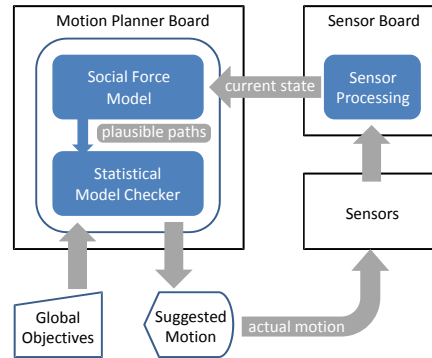 Motion Planner Board
Sensor Board
Social Force
Model
current state
Sensor
Processing
plausible paths
Statistical
Model Checker
Sensors
Global
Objectives
Suggested
Motion
actual motion